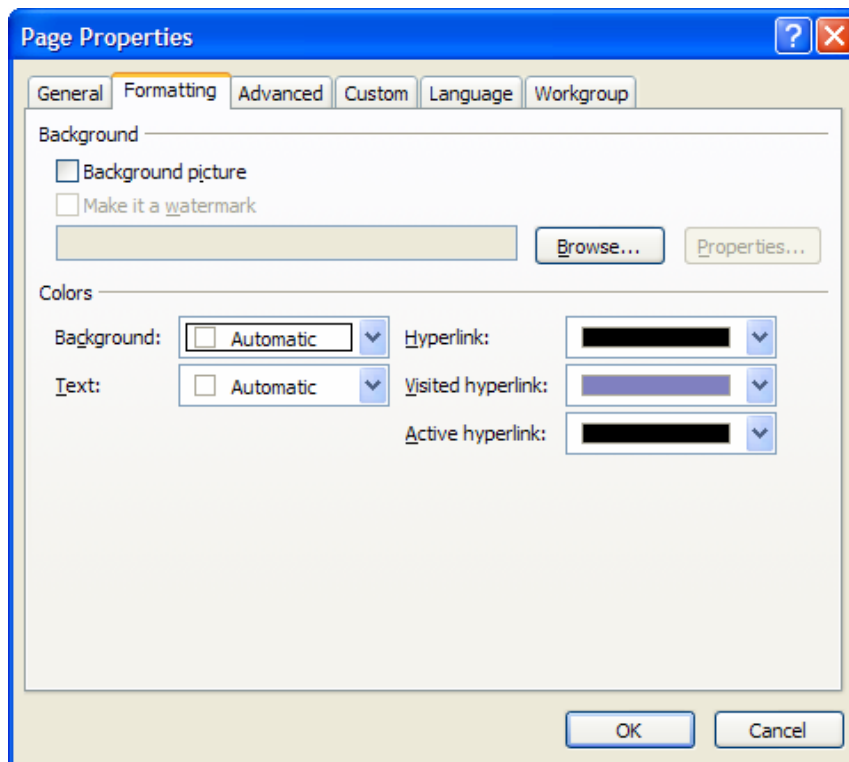 Page Properties ?
General Formatting Advanced Custom Language Workgroup
Background
Background picture
Make it a watermark
Browse... Properties...
Colors
Background: Automatic Hyperlink:
Text: Automatic Visited hyperlink:
Active hyperlink:
OK Cancel